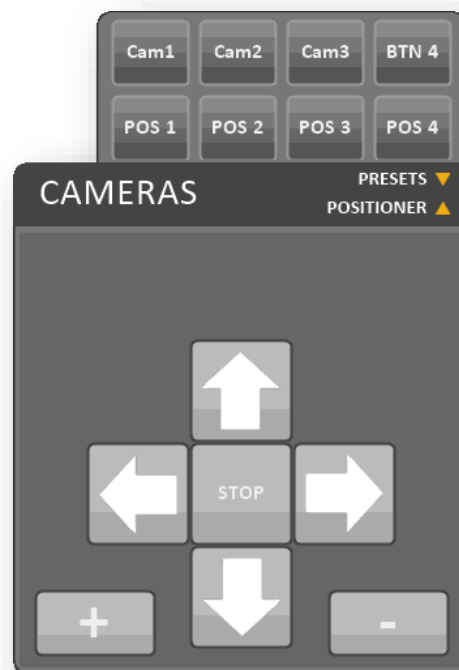 Cam1 Cam2 Cam3 BTN 4
POS 1 POS 2 POS 3 POS 4
CAMERAS
PRESETS ▼
POSITIONER ▲
STOP
+ -